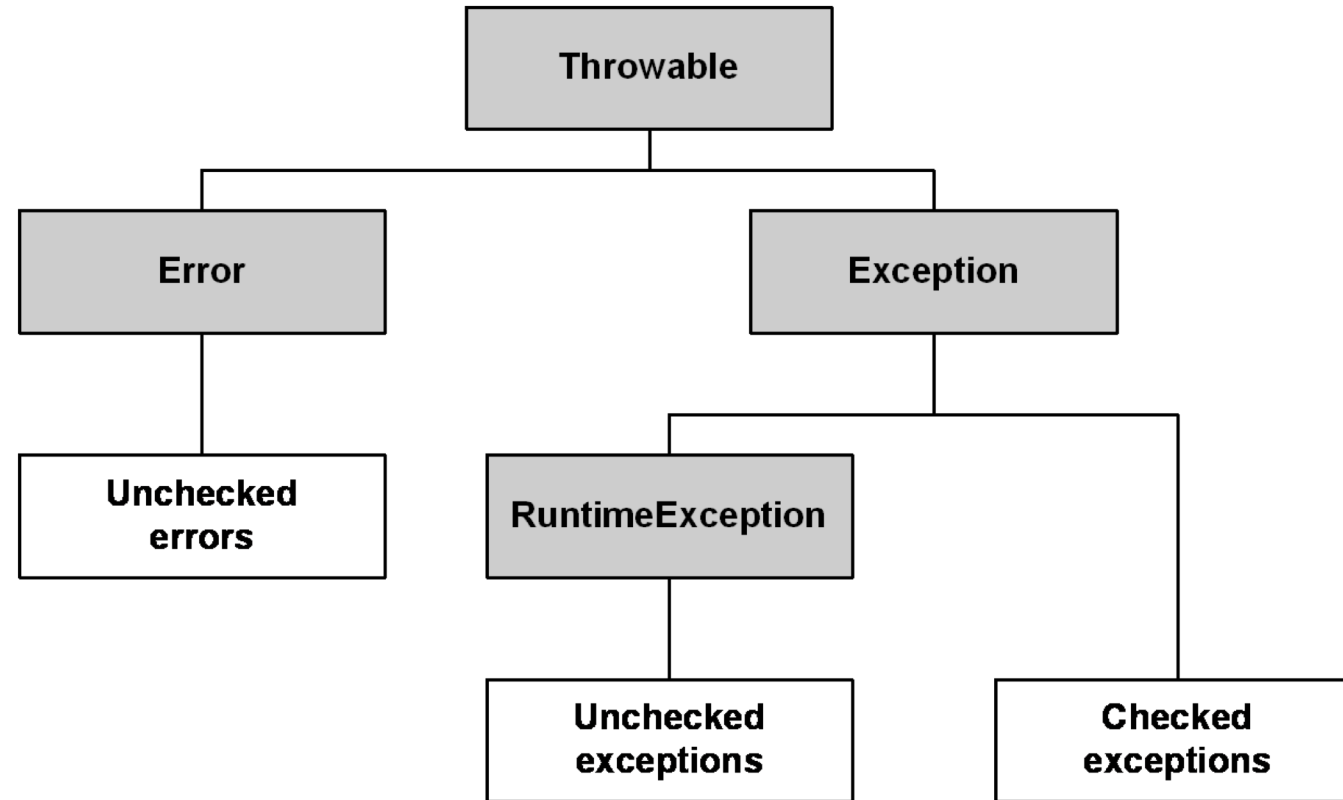 Throwable
Error
Exception
Unchecked
errors
RuntimeException
Unchecked
exceptions
Checked
exceptions